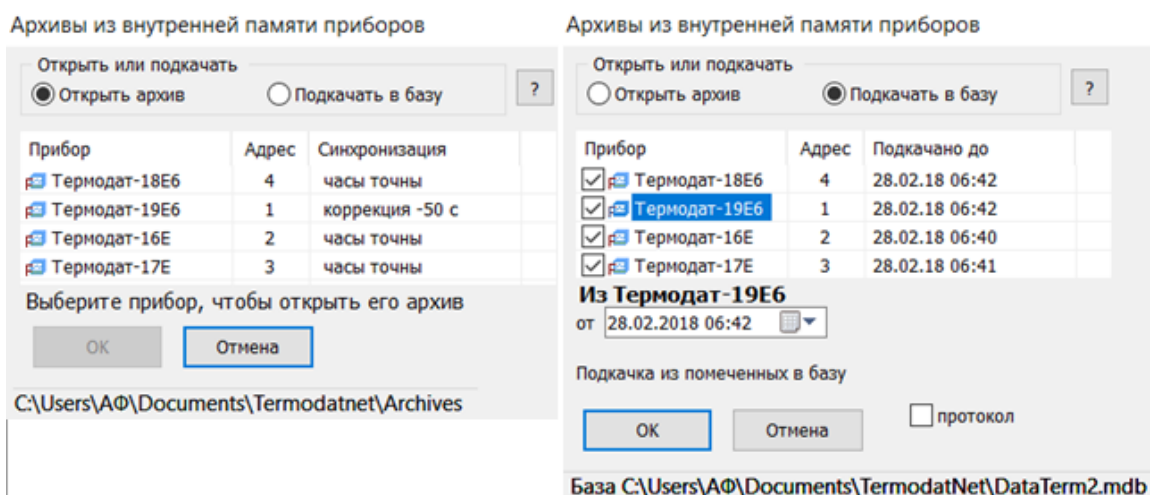 Архивы из внутренней памяти приборов
Открыть или подкачать
Открыть архив Подкачать в базу ?
Прибор Адрес Синхронизация
Термодат-18Е6 4 часы точны
Термодат-19Е6 1 коррекция -50 с
Термодат-16Е 2 часы точны
Термодат-17Е 3 часы точны
Выберите прибор, чтобы открыть его архив
ОК Отмена
C:\Users\АФ\Documents\Termodatnet\Archives
Архивы из внутренней памяти приборов
Открыть или подкачать
Открыть архив Подкачать в базу ?
Прибор Адрес Подкачано до
Термодат-18Е6 4 28.02.18 06:42
Термодат-19Е6 1 28.02.18 06:42
Термодат-16Е 2 28.02.18 06:40
Термодат-17Е 3 28.02.18 06:41
Из Термодат-19Е6
от 28.02.2018 06:42
Подкачка из помеченных в базу
ОК Отмена протокол
База C:\Users\АФ\Documents\TermodatNet\DataTerm2.mdb